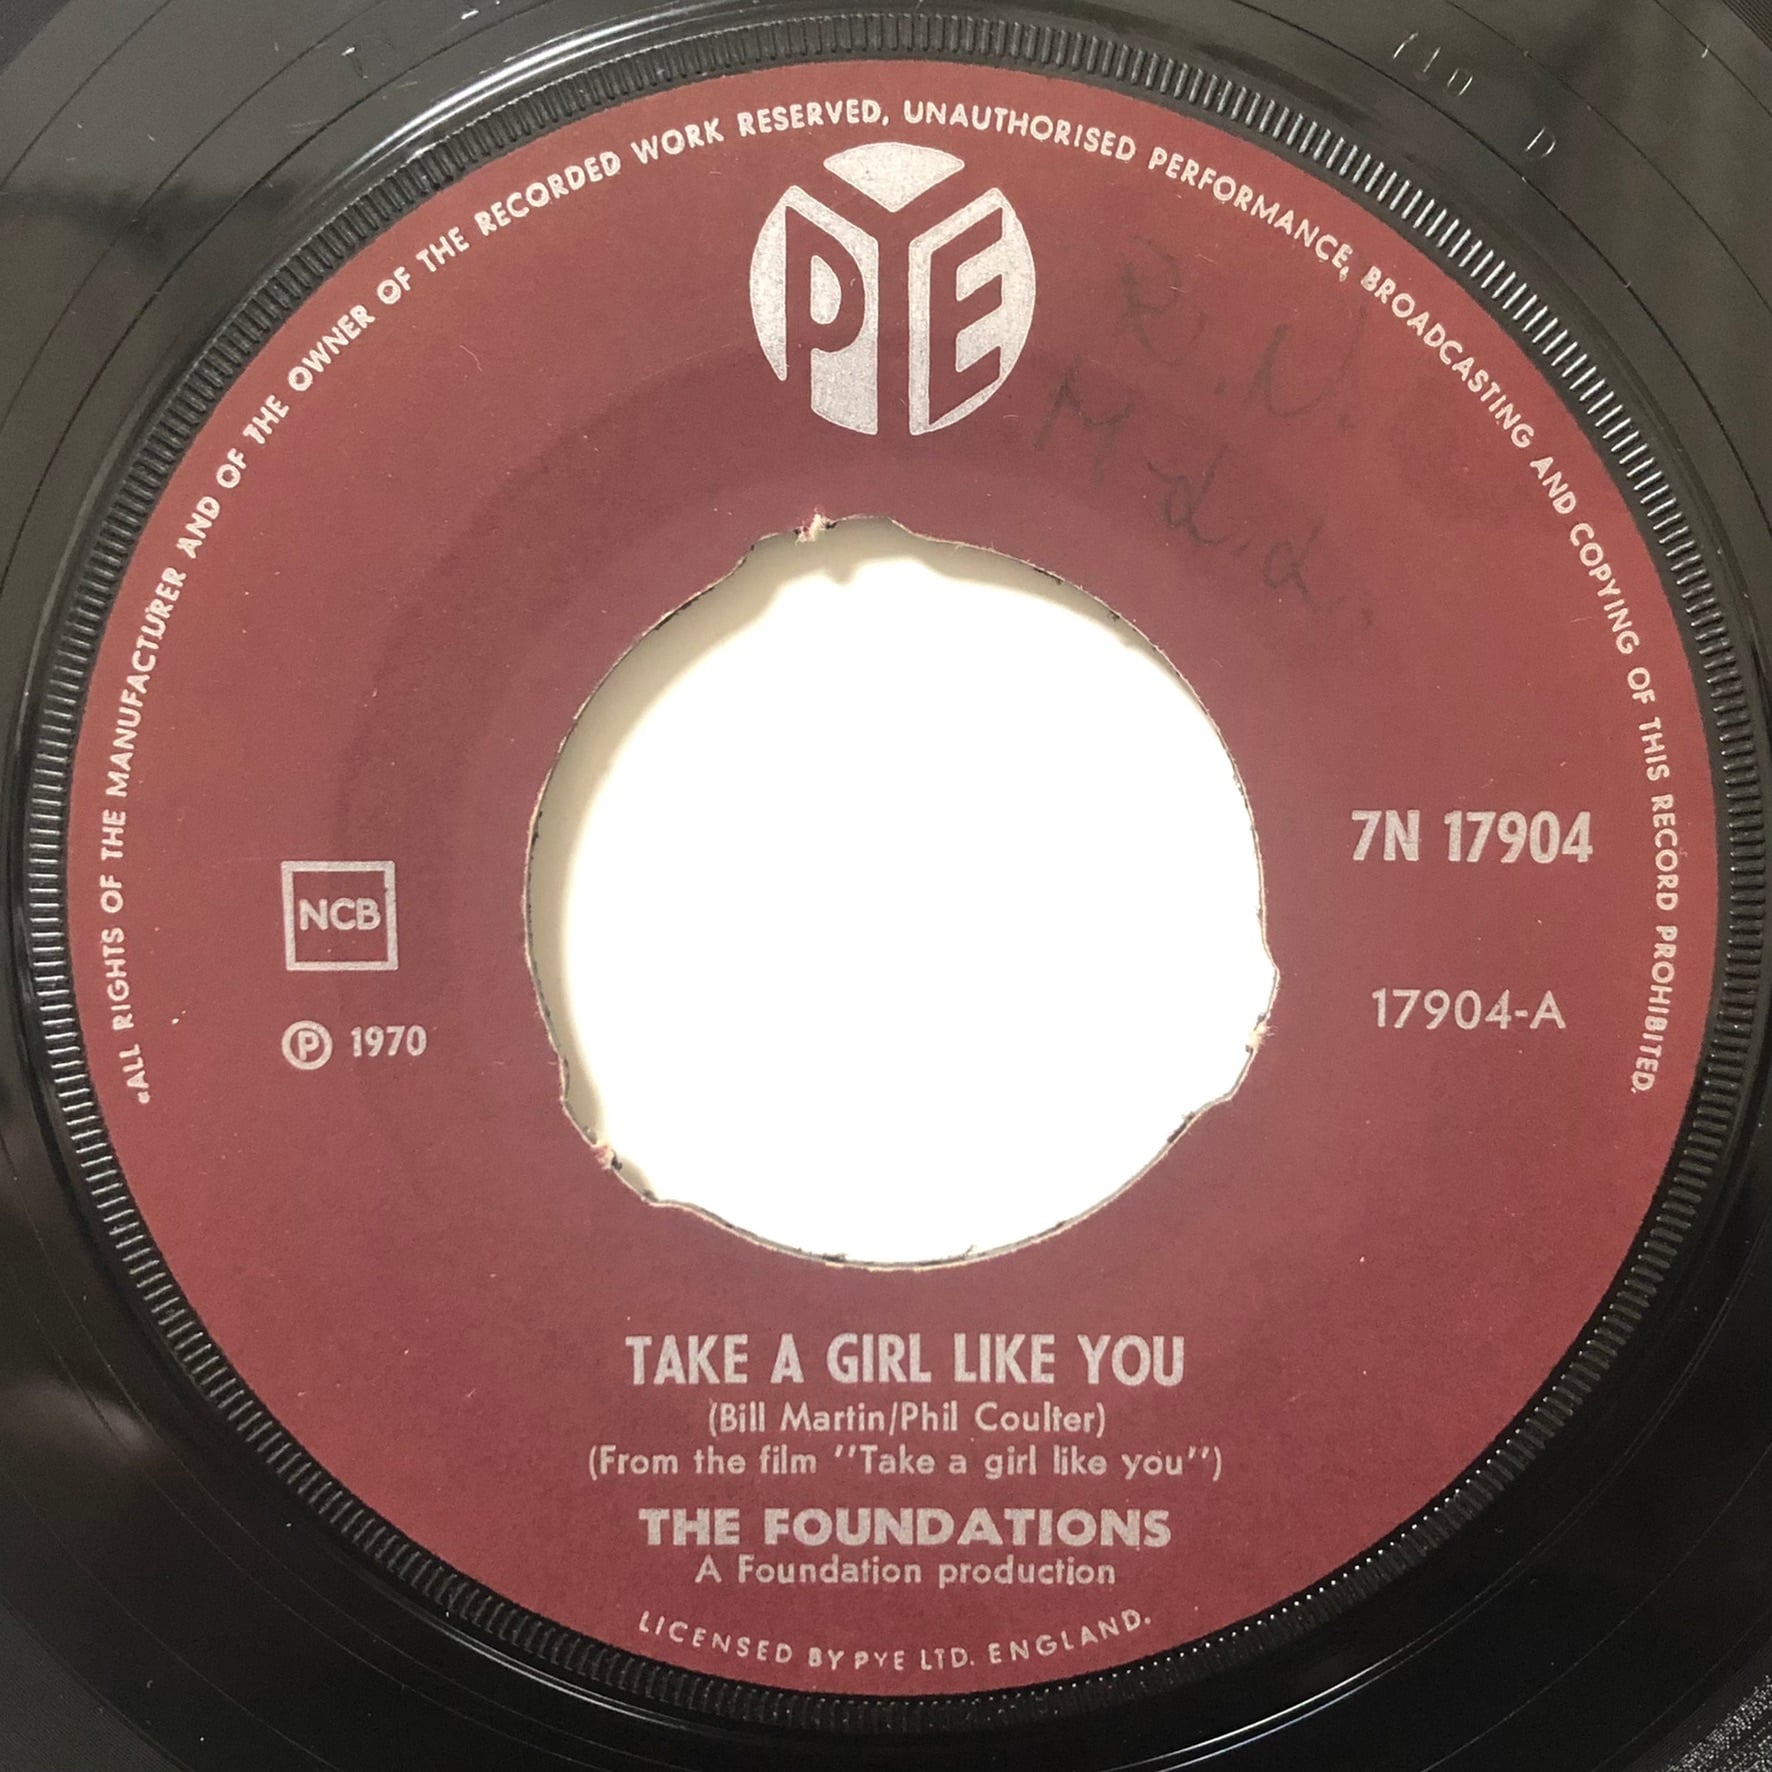 «ALL RIGHTS OF THE MANUFACTURER AND OF THE OWNER OF THE RECORDED WORK RESERVED, UNAUTHORISED PERFORMANCE, BROADCASTING AND COPYING OF THIS RECORD PROHIBITED.
PYE
7N 17904
NCB
17904-A
Ⓟ 1970
TAKE A GIRL LIKE YOU
(Bill Martin/Phil Coulter)
(From the film "Take a girl like you")
THE FOUNDATIONS
A Foundation production
LICENSED BY PYE LTD. ENGLAND.